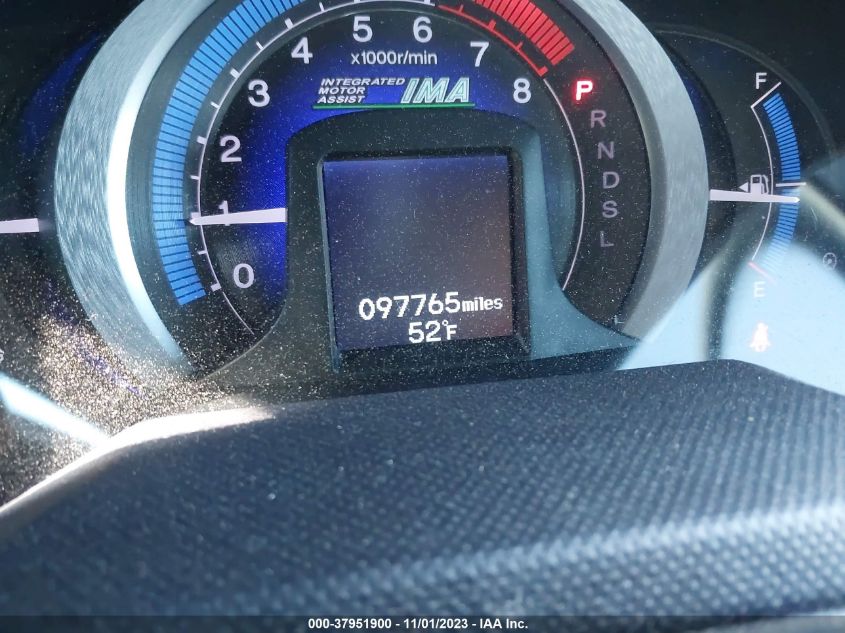 5 6
4 7
x1000r/min
3 8
INTEGRATED
MOTOR
ASSIST
IMA
2
1
0
P
R
N
D
S
L
F
E
097765miles
52°F
000-37951900 - 11/01/2023 - IAA Inc.